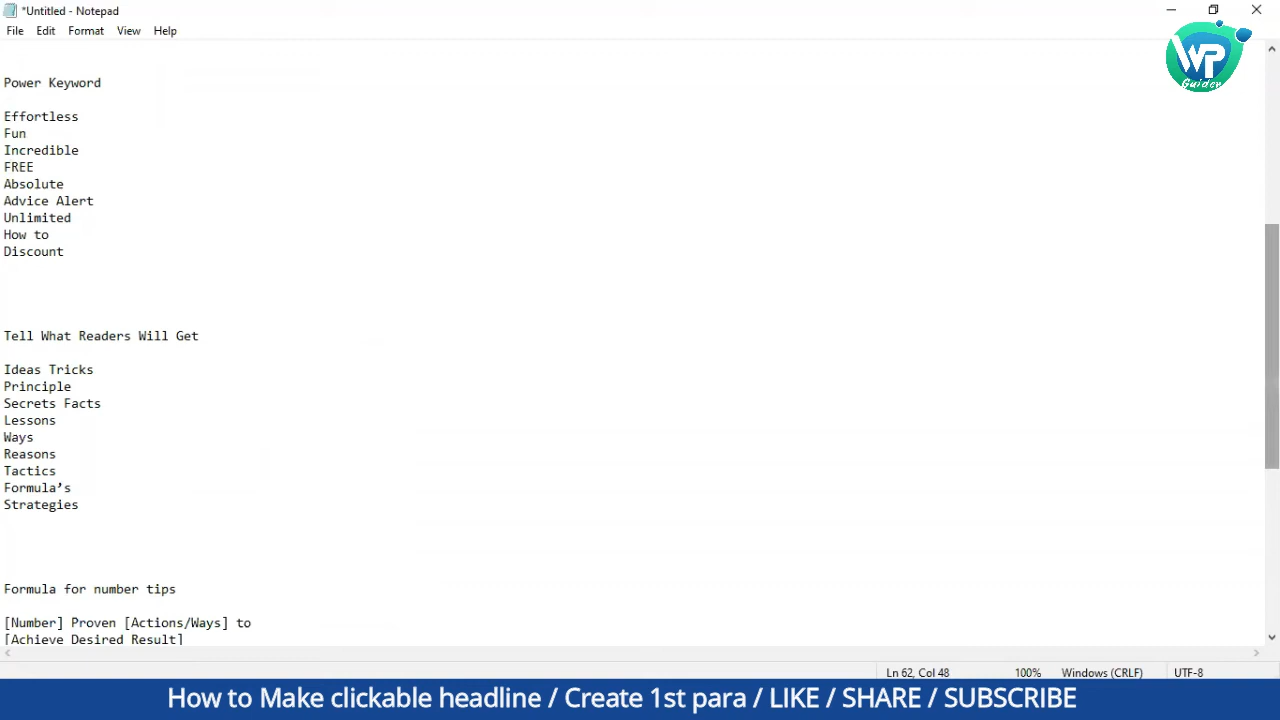 *Untitled - Notepad
File Edit Format View Help
WP
Guider
Power Keyword
Effortless
Fun
Incredible
FREE
Absolute
Advice Alert
Unlimited
How to
Discount
Tell What Readers Will Get
Ideas Tricks
Principle
Secrets Facts
Lessons
Ways
Reasons
Tactics
Formula’s
Strategies
Formula for number tips
[Number] Proven [Actions/Ways] to
[Achieve Desired Result]
Ln 62, Col 48 100% Windows (CRLF) UTF-8
How to Make clickable headline / Create 1st para / LIKE / SHARE / SUBSCRIBE